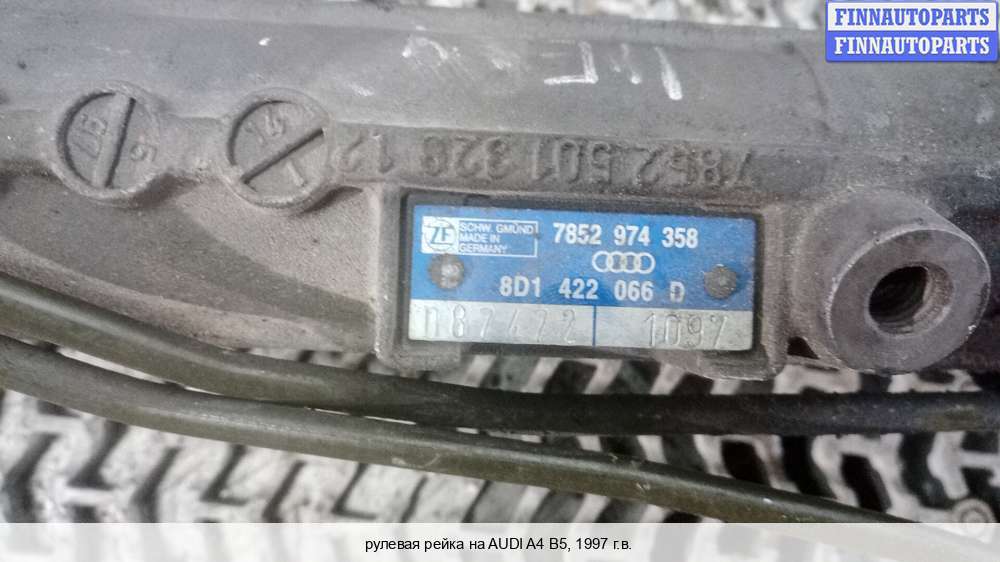 FINNAUTOPARTS
FINNAUTOPARTS
7852 501 328 12
ZF
SCHW. GMÜND
MADE IN
GERMANY
7852 974 358
8D1 422 066 D
1097
рулевая рейка на AUDI A4 B5, 1997 г.в.